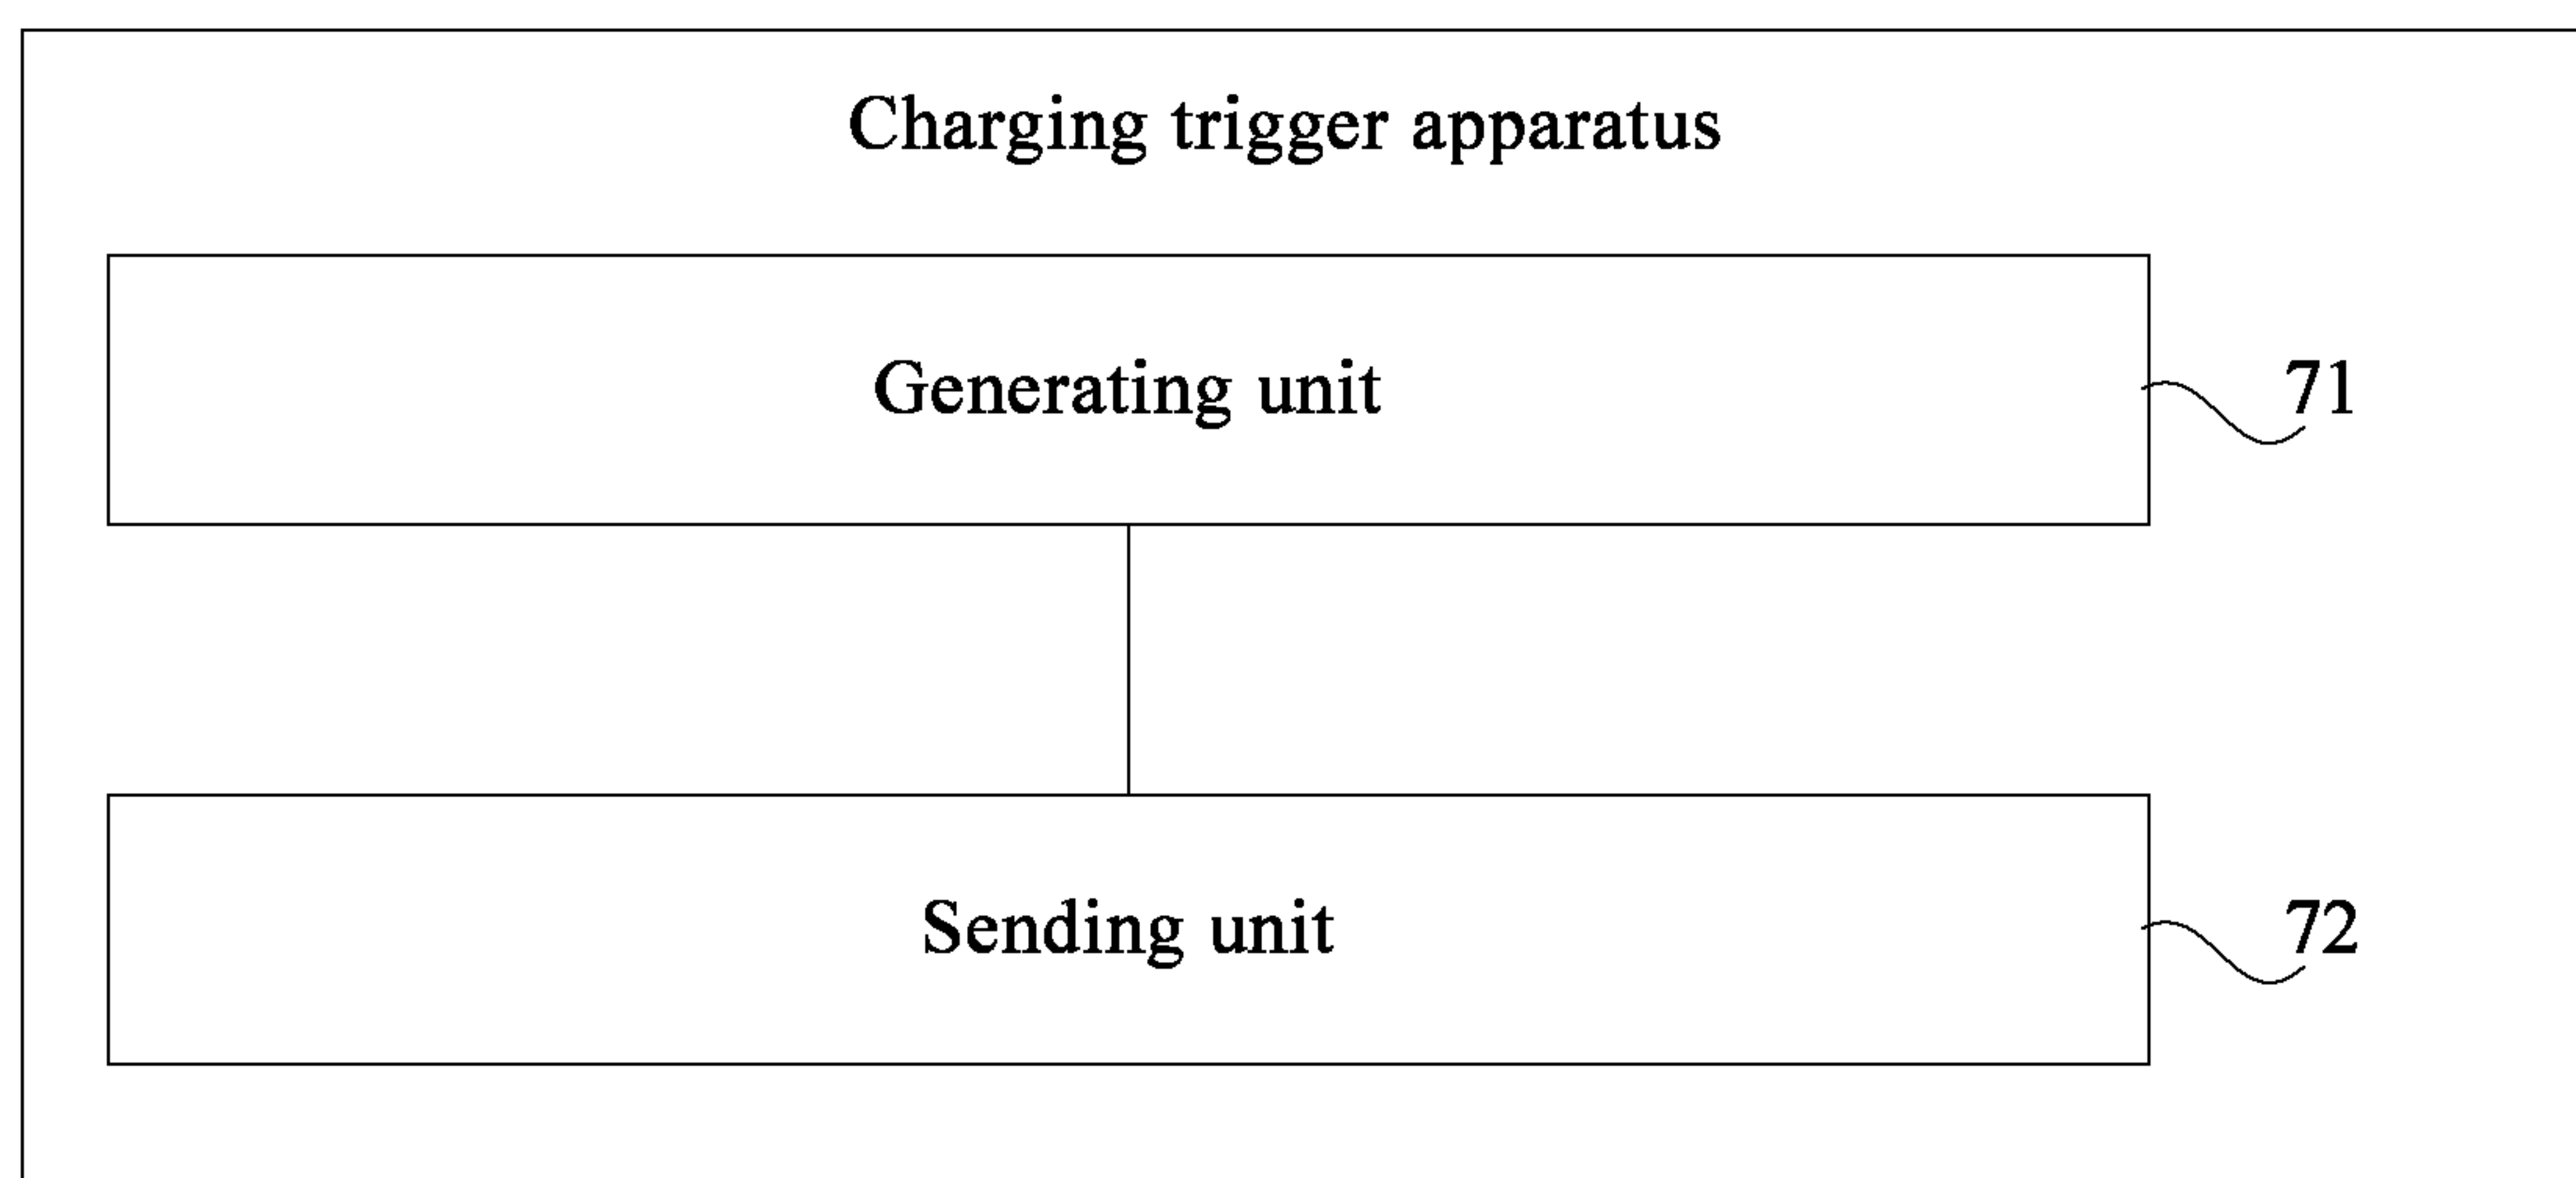 Charging trigger apparatus
Generating unit
71
Sending unit
72